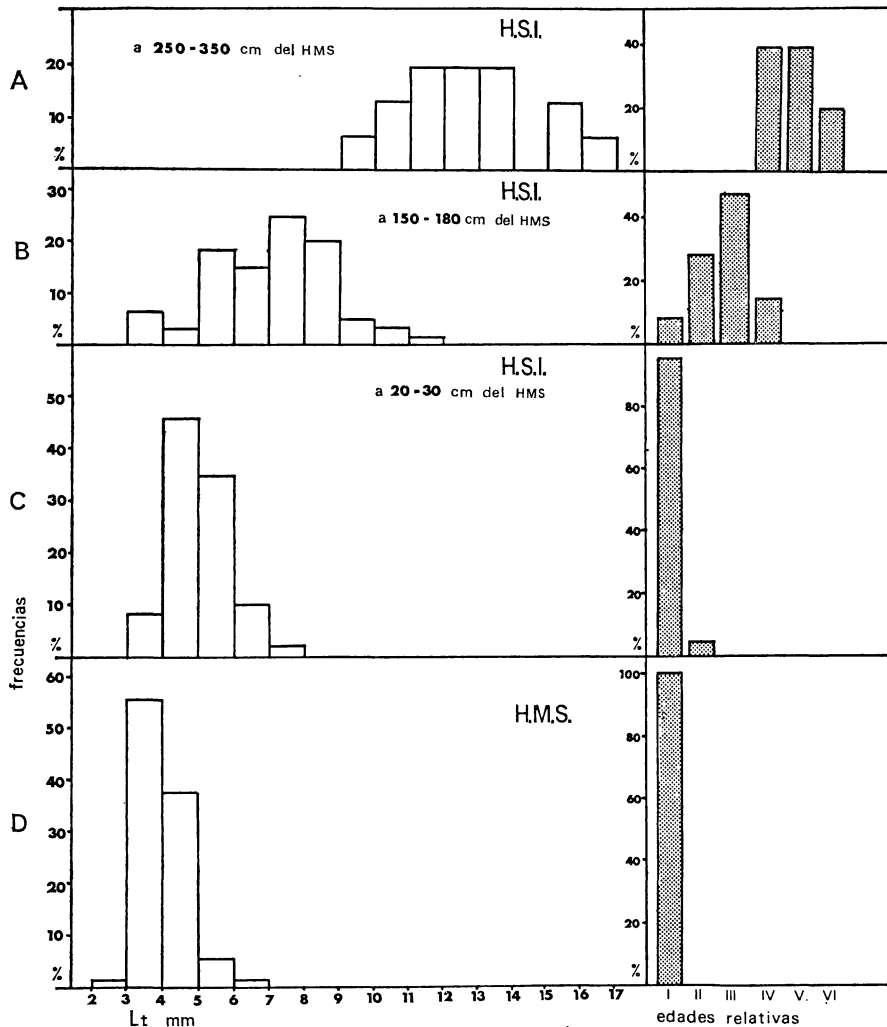 H.S.I.
a 250-350 cm del HMS
A
20
10
%
40
20
%
H.S.I.
a 150-180 cm del HMS
B
30
20
10
%
40
20
%
H.S.I.
a 20-30 cm del HMS
C
50
40
30
20
10
%
80
60
40
20
%
frecuencias
H.M.S.
D
60
50
40
30
20
10
%
100
80
60
40
20
%
2 3 4 5 6 7 8 9 10 11 12 13 14 15 16 17
Lt mm
I II III IV V. VI
edades relativas